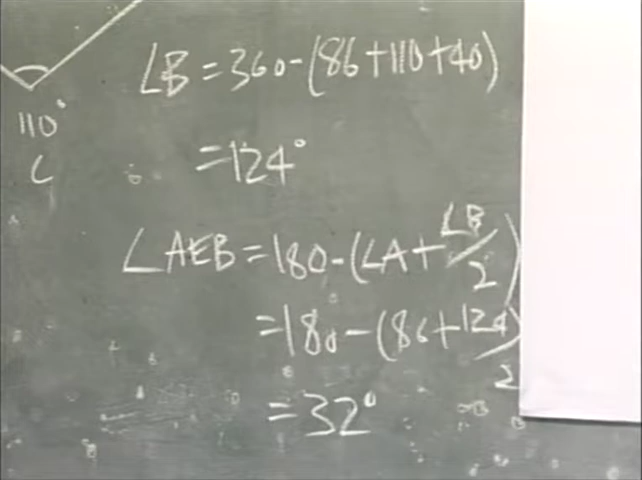 ∠B = 360-(86+110+40)
110°
C
=124°
∠AEB=180-(∠A+∠B/2)
=180-(86+124/2)
=32°